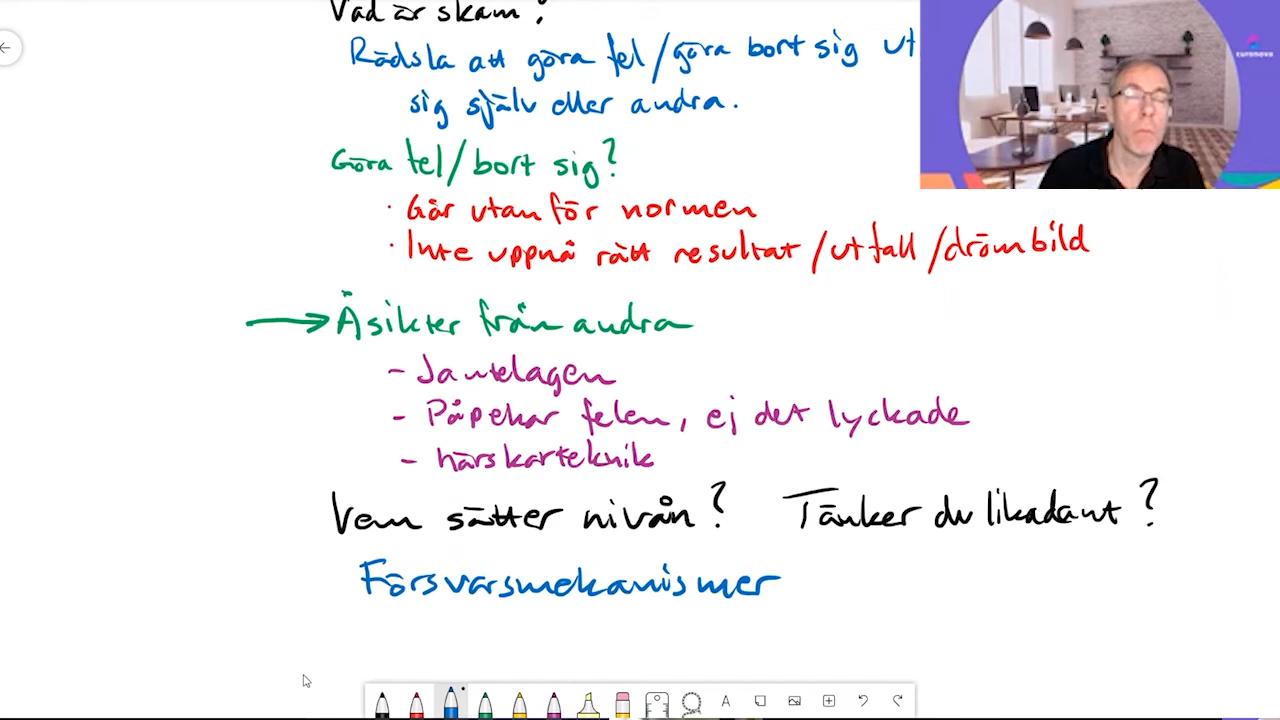 Vad är skam?
Rädsla att göra fel/göra bort sig ut
sig själv eller andra.
euronova
Göra fel/bort sig?
· Går utanför normen
· Inte uppnå rätt resultat/utfall/drömbild
→ Åsikter från andra
- Jantelagen
- Påpekar felen, ej det lyckade
- härskarteknik
Vem sätter nivån? Tänker du likadant?
Försvarsmekanismer
A